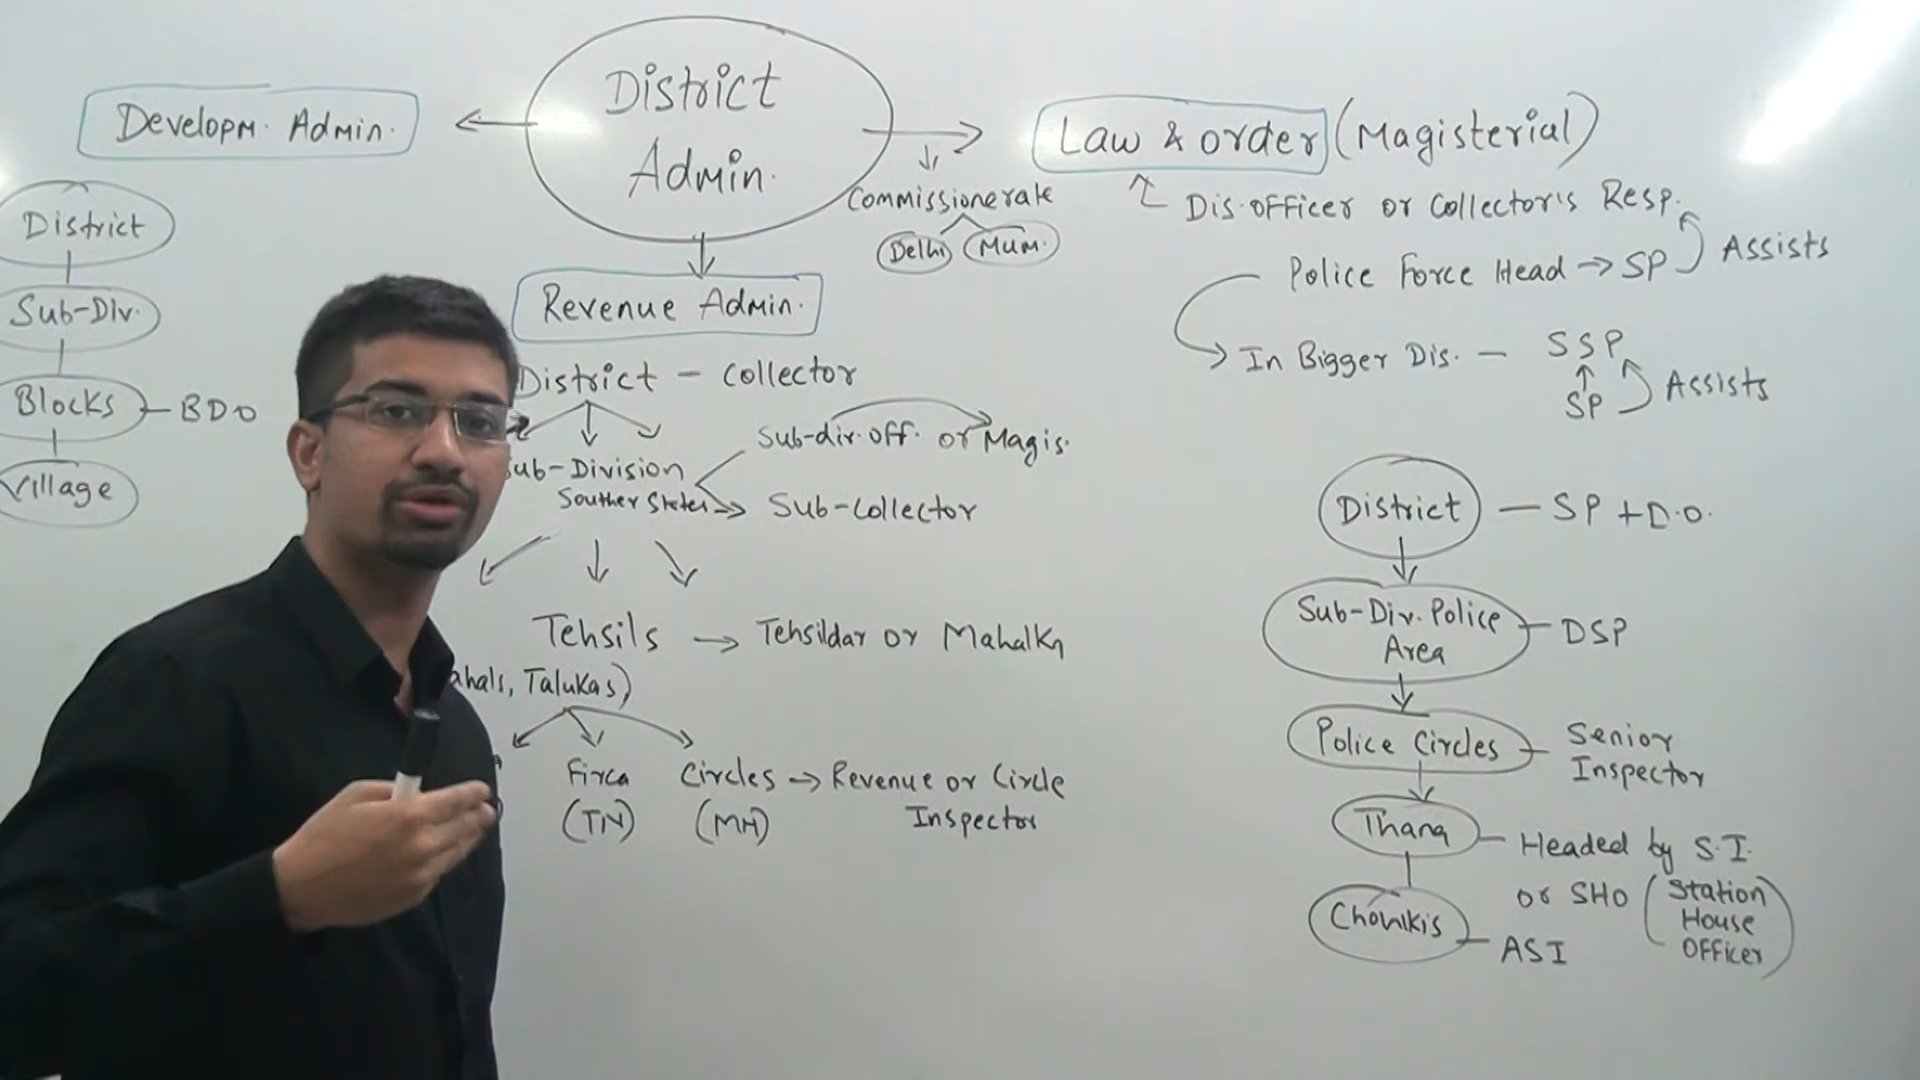 District
Admin.
Developm. Admin.
District
Sub-Div.
Blocks - BDO
Village
Commissionerate
Delhi Mum.
Law & order (Magisterial)
Dis. officer or Collector's Resp.
Police Force Head → SP Assists
In Bigger Dis. - SSP
SP Assists
Revenue Admin.
District - Collector
Sub-div. off. or Magis.
ub-Division
Souther States → Sub-Collector
Tehsils → Tehsildar or Mahalka
ahals, Talukas)
Firca Circles → Revenue or Circle
(TN) (MH) Inspector
District - SP + D.O.
Sub-Div. Police
Area - DSP
Police Circles - Senior
Inspector
Thana - Headed by S.I.
or SHO (Station
House
Officer)
Chowkis - ASI